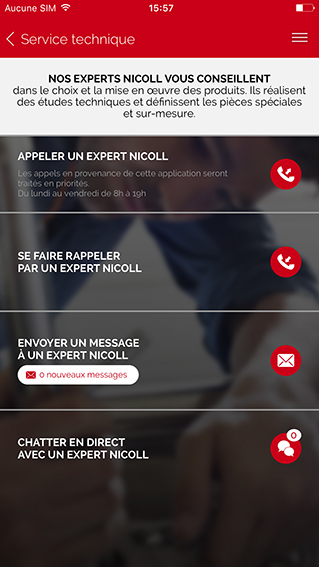 Aucune SIM 15:57
Service technique
NOS EXPERTS NICOLL VOUS CONSEILLENT
dans le choix et la mise en œuvre des produits. Ils réalisent
des études techniques et définissent les pièces spéciales
et sur-mesure.
APPELER UN EXPERT NICOLL
Les appels en provenance de cette application seront
traités en priorités.
Du lundi au vendredi de 8h à 19h
SE FAIRE RAPPELER
PAR UN EXPERT NICOLL
ENVOYER UN MESSAGE
À UN EXPERT NICOLL
0 nouveaux messages
0
CHATTER EN DIRECT
AVEC UN EXPERT NICOLL